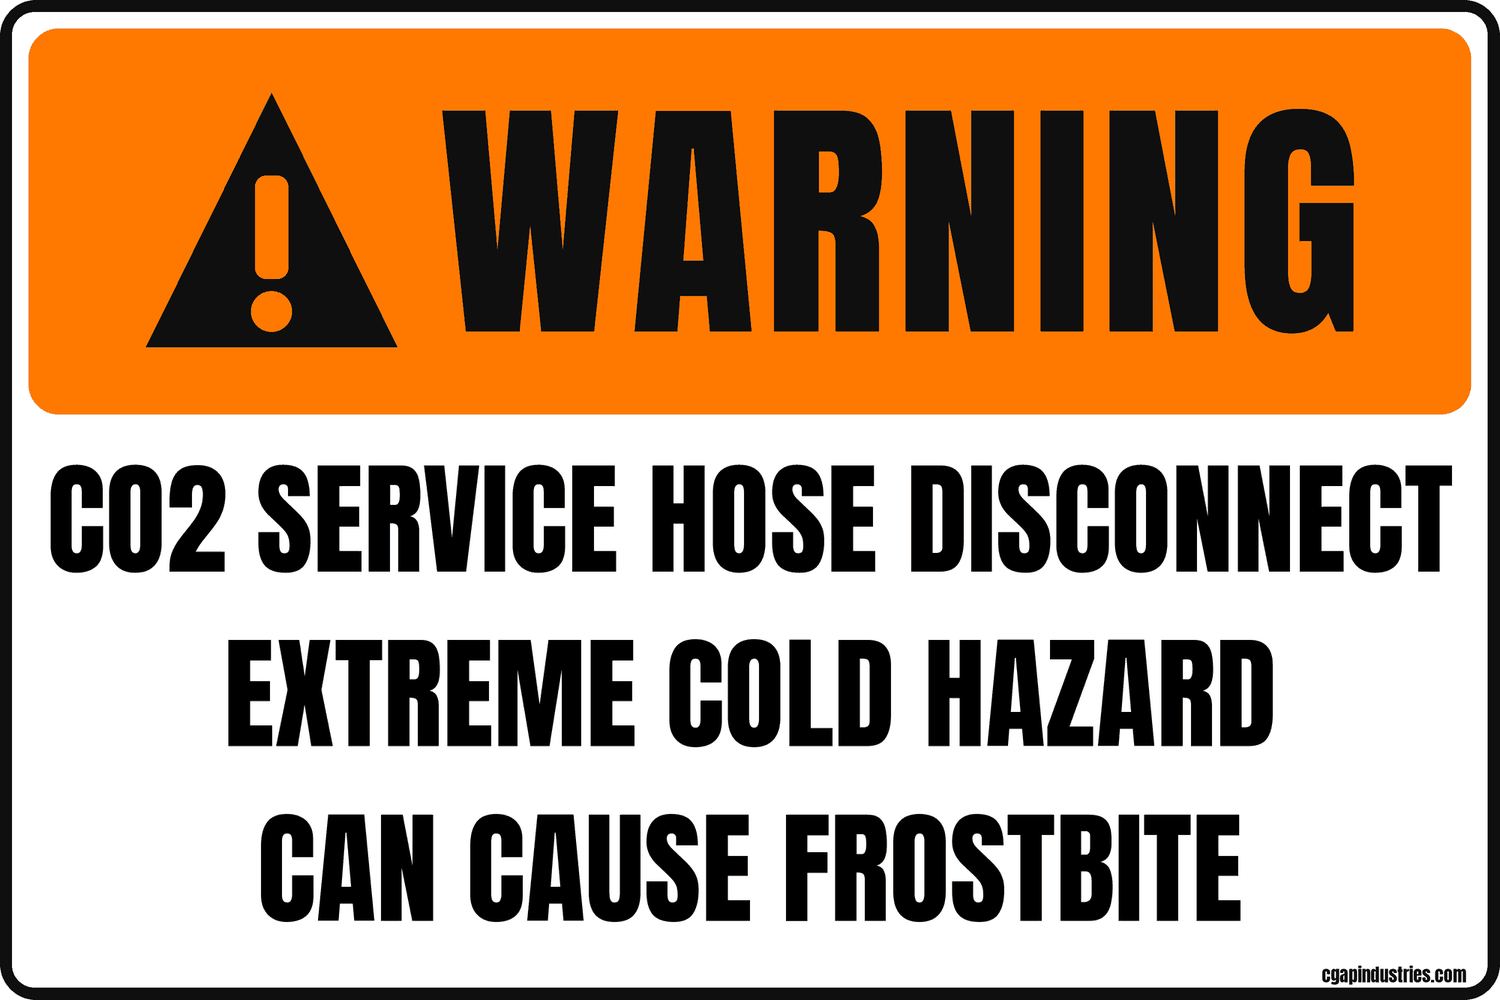 WARNING
CO2 SERVICE HOSE DISCONNECT
EXTREME COLD HAZARD
CAN CAUSE FROSTBITE
cgapindustries.com